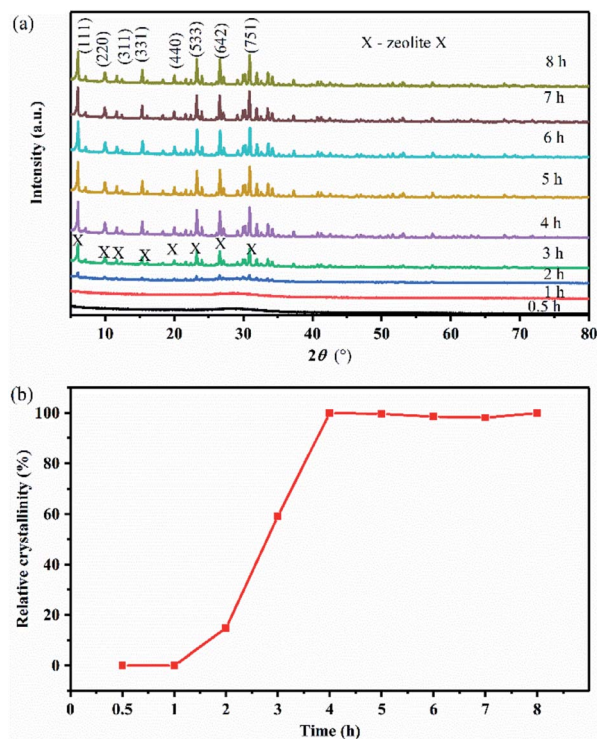 (a)
(111)
(220)
(311)
(331)
(440)
(533)
(642)
(751)
X - zeolite X
8 h
7 h
6 h
5 h
4 h
X X X X X X X X
3 h
2 h
1 h
0.5 h
Intensity (a.u.)
10 20 30 40 50 60 70 80
2θ (°)
(b)
100
80
60
40
20
0
Relative crystallinity (%)
0 0.5 1 2 3 4 5 6 7 8
Time (h)